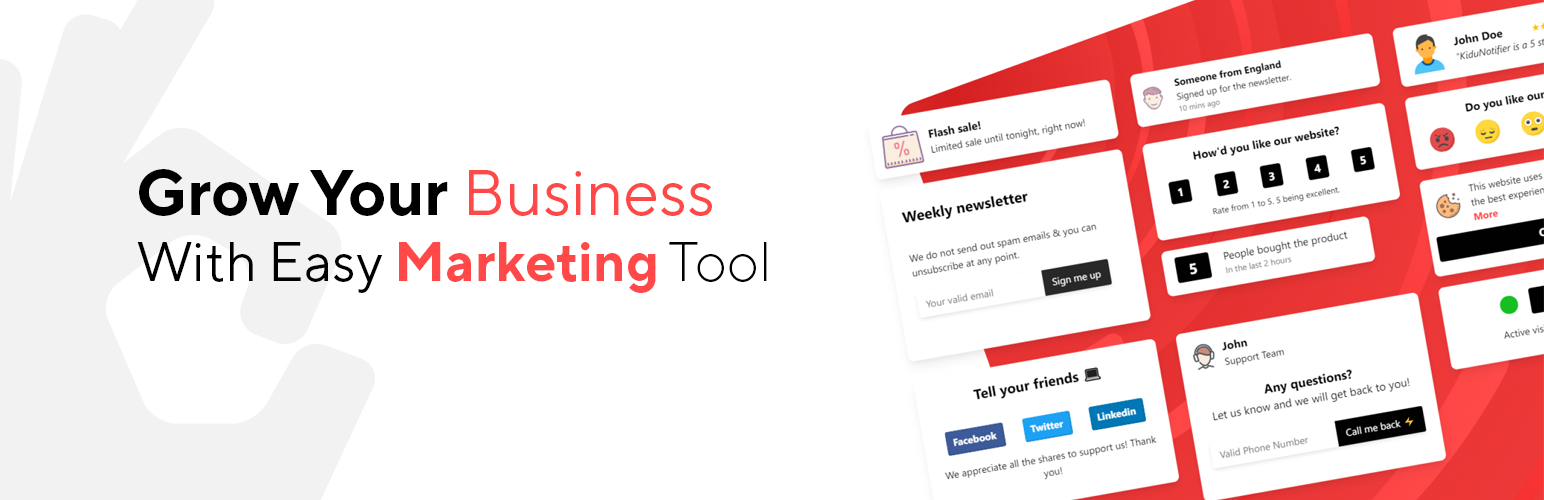 Grow Your Business
With Easy Marketing Tool
Flash sale!
Limited sale until tonight, right now!
Weekly newsletter
We do not send out spam emails & you can
unsubscribe at any point.
Your valid email
Sign me up
Tell your friends
Facebook
Twitter
Linkedin
We appreciate all the shares to support us! Thank
you!
Someone from England
Signed up for the newsletter.
10 mins ago
How'd you like our website?
1 2 3 4 5
Rate from 1 to 5. 5 being excellent.
5
People bought the product
In the last 2 hours
John
Support Team
Any questions?
Let us know and we will get back to you!
Valid Phone Number
Call me back
John Doe
"KiduNotifier is a 5 st
Do you like our
This website uses
the best experien
More
Active vis